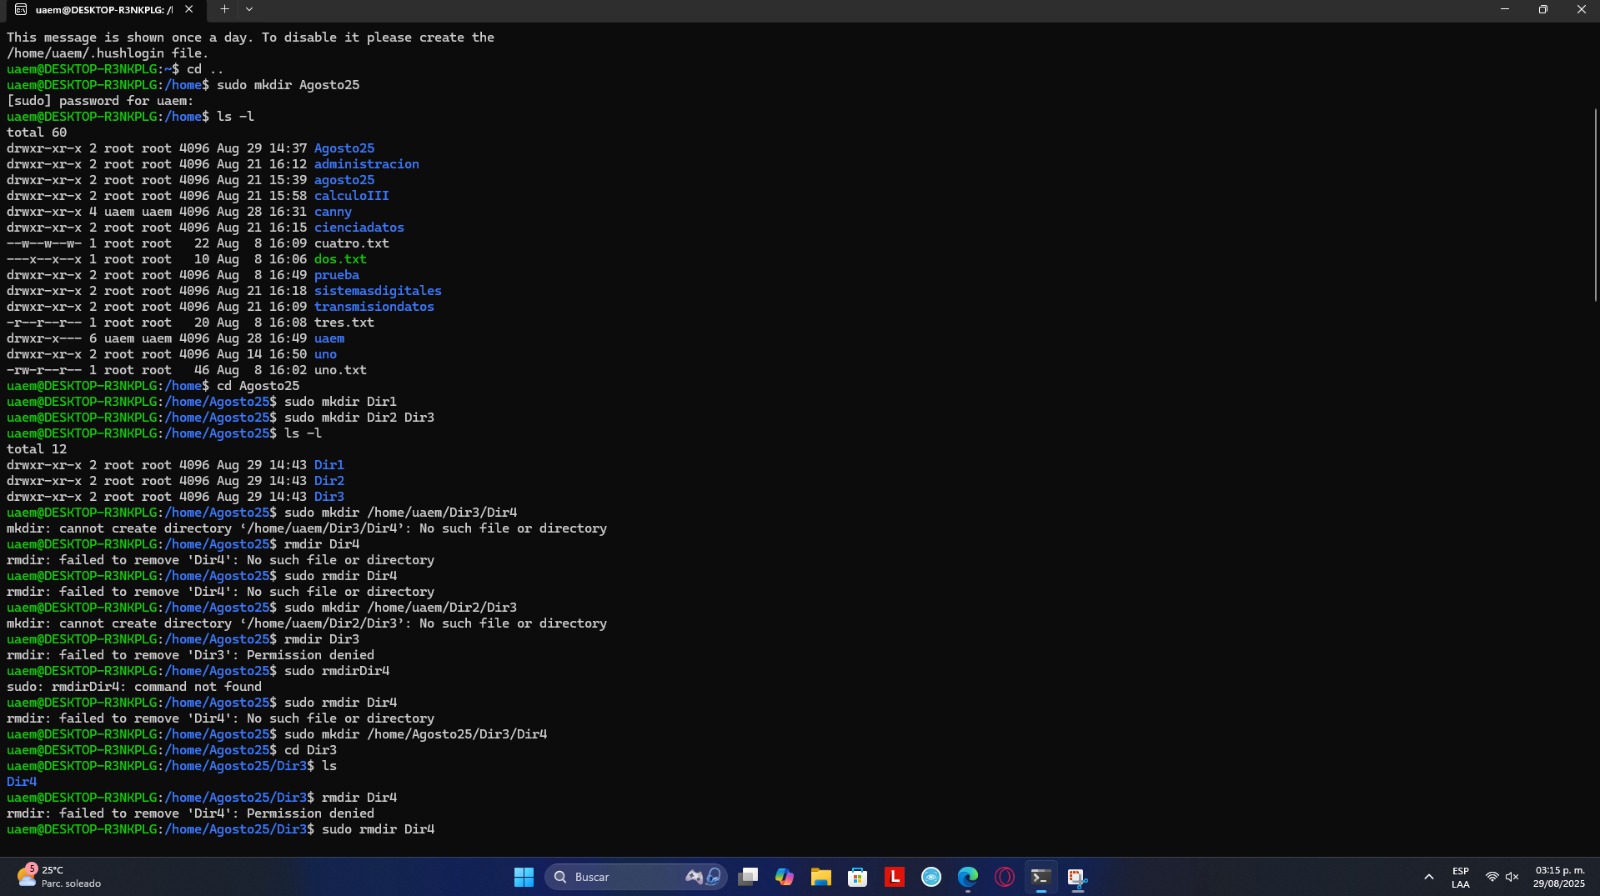 uaem@DESKTOP-R3NKPLG: /
This message is shown once a day. To disable it please create the
/home/uaem/.hushlogin file.
uaem@DESKTOP-R3NKPLG:~$ cd ..
uaem@DESKTOP-R3NKPLG:/home$ sudo mkdir Agosto25
[sudo] password for uaem:
uaem@DESKTOP-R3NKPLG:/home$ ls -l
total 60
drwxr-xr-x 2 root root 4096 Aug 29 14:37 Agosto25
drwxr-xr-x 2 root root 4096 Aug 21 16:12 administracion
drwxr-xr-x 2 root root 4096 Aug 21 15:39 agosto25
drwxr-xr-x 2 root root 4096 Aug 21 15:58 calculoIII
drwxr-xr-x 4 uaem uaem 4096 Aug 28 16:31 canny
drwxr-xr-x 2 root root 4096 Aug 21 16:15 cienciadatos
--w--w--w- 1 root root   22 Aug  8 16:09 cuatro.txt
---x--x--x 1 root root   10 Aug  8 16:06 dos.txt
drwxr-xr-x 2 root root 4096 Aug  8 16:49 prueba
drwxr-xr-x 2 root root 4096 Aug 21 16:18 sistemasdigitales
drwxr-xr-x 2 root root 4096 Aug 21 16:09 transmisiondatos
-r--r--r-- 1 root root   20 Aug  8 16:08 tres.txt
drwxr-x--- 6 uaem uaem 4096 Aug 28 16:49 uaem
drwxr-xr-x 2 root root 4096 Aug 14 16:50 uno
-rw-r--r-- 1 root root   46 Aug  8 16:02 uno.txt
uaem@DESKTOP-R3NKPLG:/home$ cd Agosto25
uaem@DESKTOP-R3NKPLG:/home/Agosto25$ sudo mkdir Dir1
uaem@DESKTOP-R3NKPLG:/home/Agosto25$ sudo mkdir Dir2 Dir3
uaem@DESKTOP-R3NKPLG:/home/Agosto25$ ls -l
total 12
drwxr-xr-x 2 root root 4096 Aug 29 14:43 Dir1
drwxr-xr-x 2 root root 4096 Aug 29 14:43 Dir2
drwxr-xr-x 2 root root 4096 Aug 29 14:43 Dir3
uaem@DESKTOP-R3NKPLG:/home/Agosto25$ sudo mkdir /home/uaem/Dir3/Dir4
mkdir: cannot create directory ‘/home/uaem/Dir3/Dir4’: No such file or directory
uaem@DESKTOP-R3NKPLG:/home/Agosto25$ rmdir Dir4
rmdir: failed to remove 'Dir4': No such file or directory
uaem@DESKTOP-R3NKPLG:/home/Agosto25$ sudo rmdir Dir4
rmdir: failed to remove 'Dir4': No such file or directory
uaem@DESKTOP-R3NKPLG:/home/Agosto25$ sudo mkdir /home/uaem/Dir2/Dir3
mkdir: cannot create directory ‘/home/uaem/Dir2/Dir3’: No such file or directory
uaem@DESKTOP-R3NKPLG:/home/Agosto25$ rmdir Dir3
rmdir: failed to remove 'Dir3': Permission denied
uaem@DESKTOP-R3NKPLG:/home/Agosto25$ sudo rmdirDir4
sudo: rmdirDir4: command not found
uaem@DESKTOP-R3NKPLG:/home/Agosto25$ sudo rmdir Dir4
rmdir: failed to remove 'Dir4': No such file or directory
uaem@DESKTOP-R3NKPLG:/home/Agosto25$ sudo mkdir /home/Agosto25/Dir3/Dir4
uaem@DESKTOP-R3NKPLG:/home/Agosto25$ cd Dir3
uaem@DESKTOP-R3NKPLG:/home/Agosto25/Dir3$ ls
Dir4
uaem@DESKTOP-R3NKPLG:/home/Agosto25/Dir3$ rmdir Dir4
rmdir: failed to remove 'Dir4': Permission denied
uaem@DESKTOP-R3NKPLG:/home/Agosto25/Dir3$ sudo rmdir Dir4
5
25°C
Parc. soleado
Buscar
L
ESP
LAA
03:15 p. m.
29/08/2025